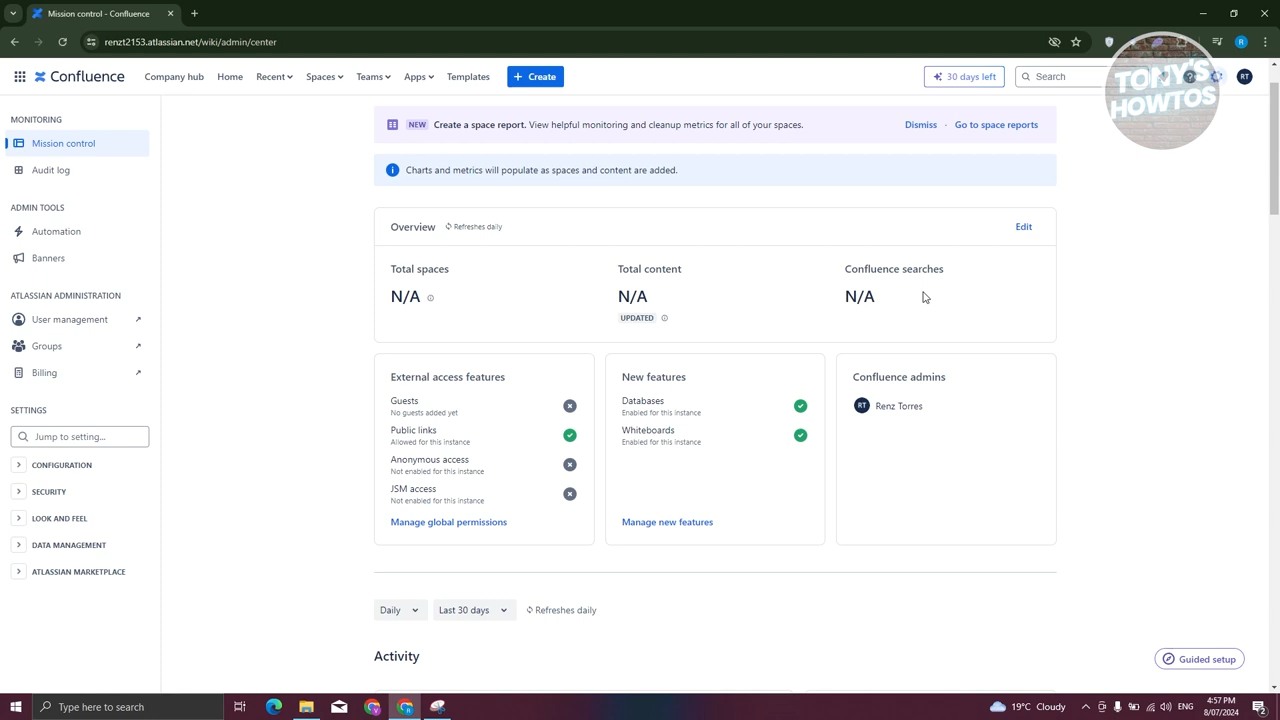 Mission control - Confluence
renzt2153.atlassian.net/wiki/admin/center
R
Confluence
Company hub
Home
Recent
Spaces
Teams
Apps
Templates
Create
30 days left
Search
RT
TONY'S
HOWTOS
MONITORING
Mission control
Audit log
ADMIN TOOLS
Automation
Banners
ATLASSIAN ADMINISTRATION
User management
Groups
Billing
SETTINGS
Jump to setting...
CONFIGURATION
SECURITY
LOOK AND FEEL
DATA MANAGEMENT
ATLASSIAN MARKETPLACE
NEW Create a space report. View helpful monitoring and cleanup metrics for all of your spaces.
Dismiss · Go to space reports
Charts and metrics will populate as spaces and content are added.
Overview Refreshes daily
Edit
Total spaces
N/A
Total content
N/A
UPDATED
Confluence searches
N/A
External access features
Guests
No guests added yet
Public links
Allowed for this instance
Anonymous access
Not enabled for this instance
JSM access
Not enabled for this instance
Manage global permissions
New features
Databases
Enabled for this instance
Whiteboards
Enabled for this instance
Manage new features
Confluence admins
RT Renz Torres
Daily
Last 30 days
Refreshes daily
Activity
Guided setup
Type here to search
19°C Cloudy
4:57 PM
8/07/2024
2